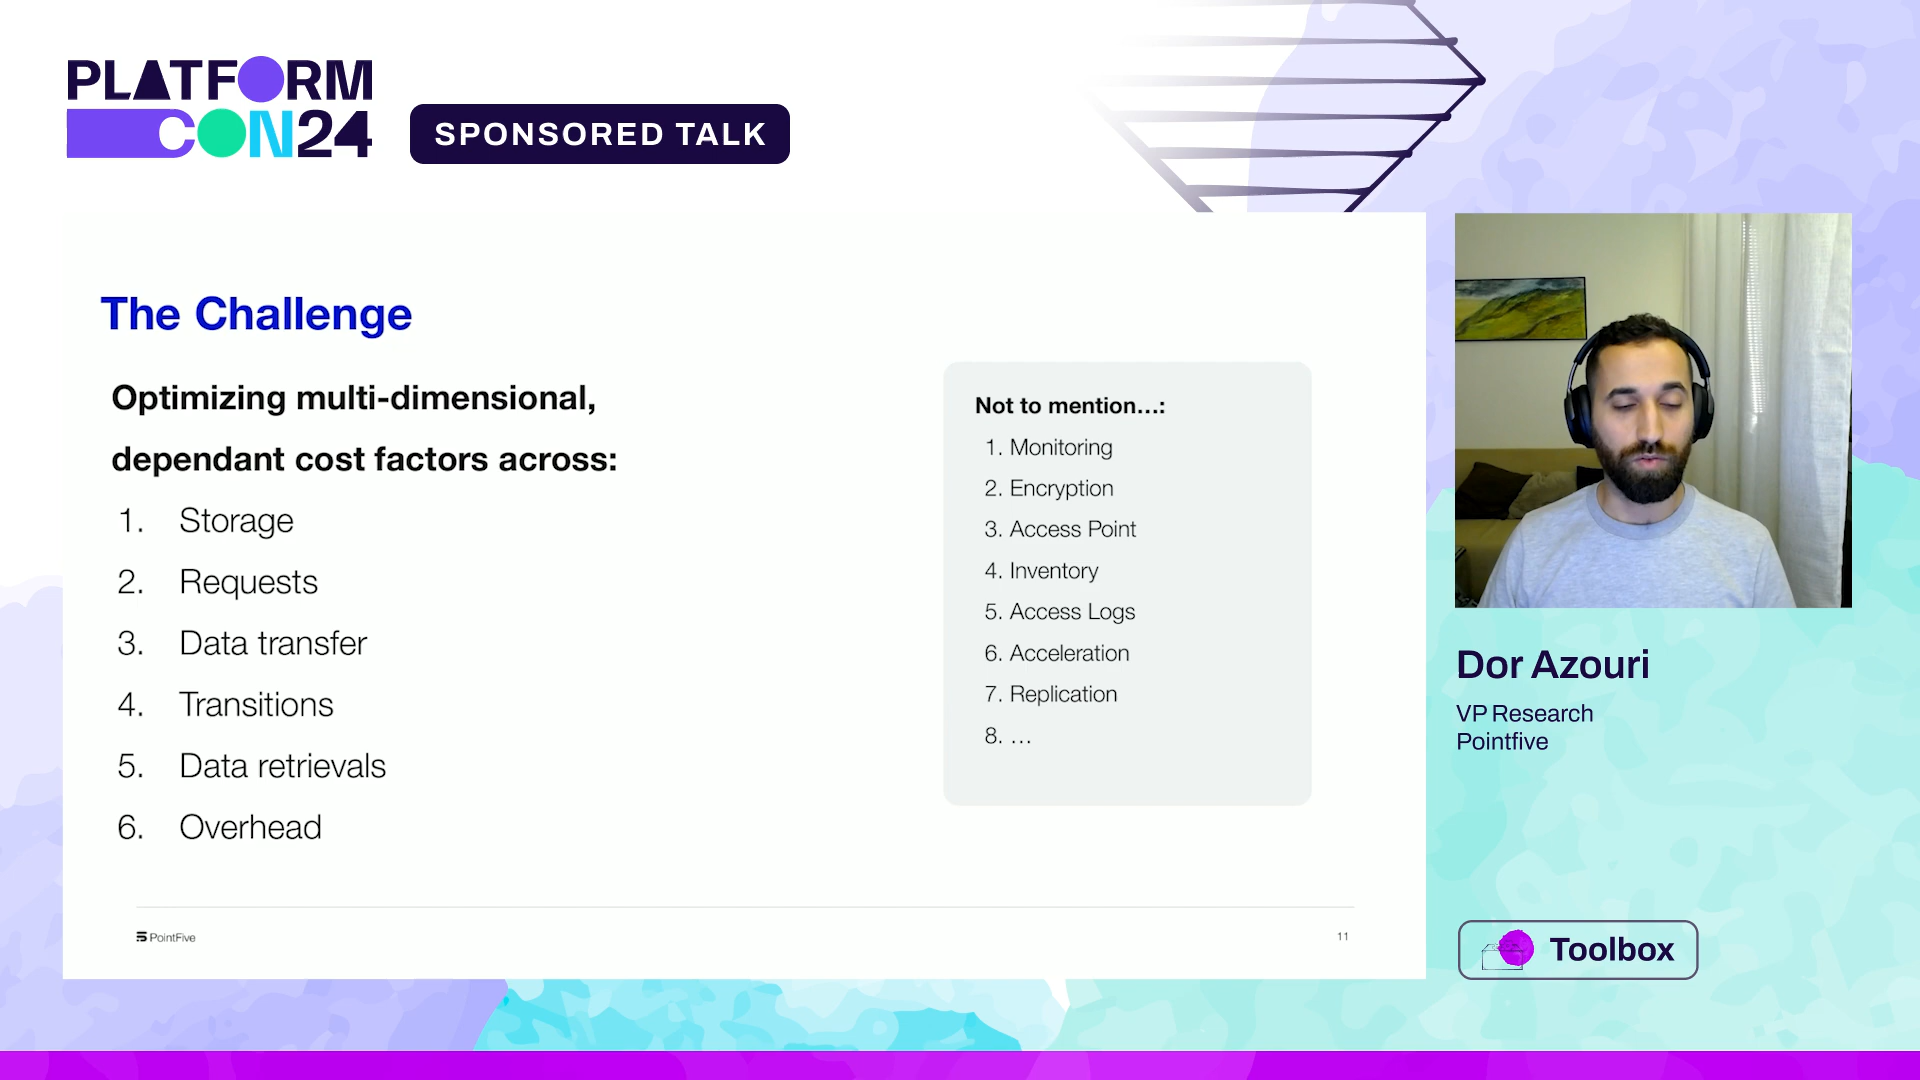 PLATFORM
CON24
SPONSORED TALK
The Challenge
Optimizing multi-dimensional,
dependant cost factors across:
1. Storage
2. Requests
3. Data transfer
4. Transitions
5. Data retrievals
6. Overhead
Not to mention...:
1. Monitoring
2. Encryption
3. Access Point
4. Inventory
5. Access Logs
6. Acceleration
7. Replication
8. ...
PointFive
11
Dor Azouri
VP Research
Pointfive
Toolbox